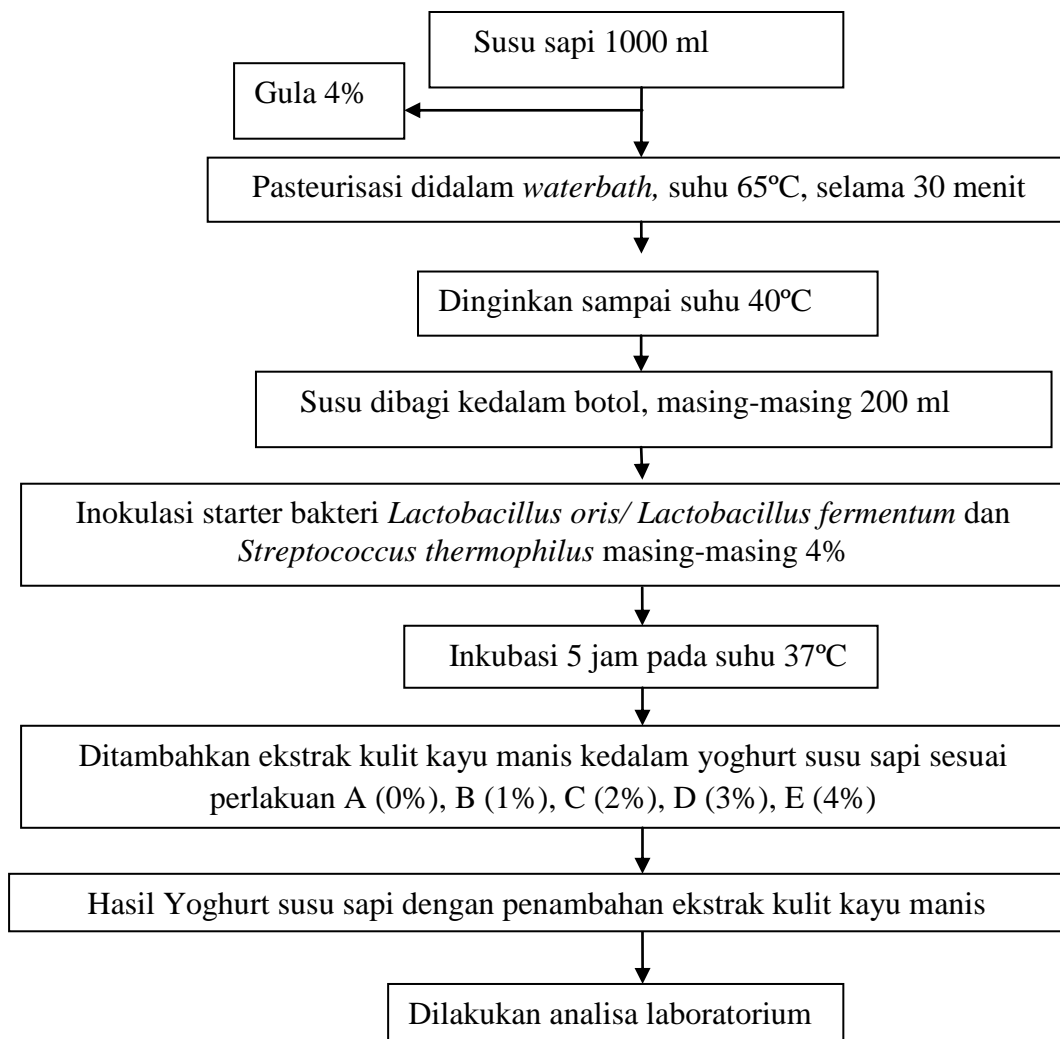 Susu sapi 1000 ml
Gula 4%
Pasteurisasi didalam waterbath, suhu 65ºC, selama 30 menit
Dinginkan sampai suhu 40ºC
Susu dibagi kedalam botol, masing-masing 200 ml
Inokulasi starter bakteri Lactobacillus oris/ Lactobacillus fermentum dan
Streptococcus thermophilus masing-masing 4%
Inkubasi 5 jam pada suhu 37ºC
Ditambahkan ekstrak kulit kayu manis kedalam yoghurt susu sapi sesuai
perlakuan A (0%), B (1%), C (2%), D (3%), E (4%)
Hasil Yoghurt susu sapi dengan penambahan ekstrak kulit kayu manis
Dilakukan analisa laboratorium